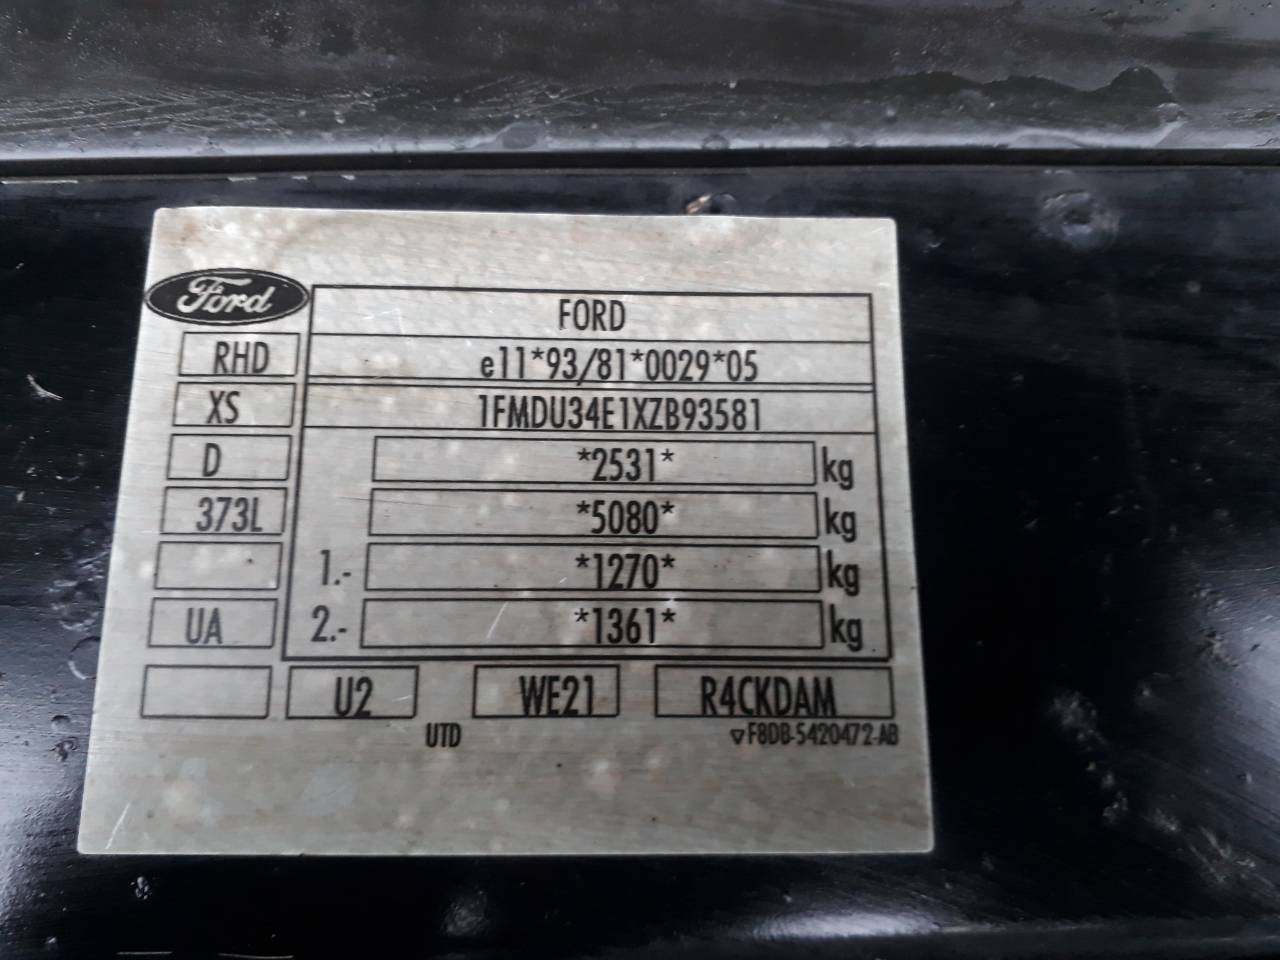 Ford
FORD
RHD
e11*93/81*0029*05
XS
1FMDU34E1XZB93581
D
*2531* kg
373L
*5080* kg
1.- *1270* kg
UA
2.- *1361* kg
U2 WE21 R4CKDAM
UTD F8DB-5420472-AB